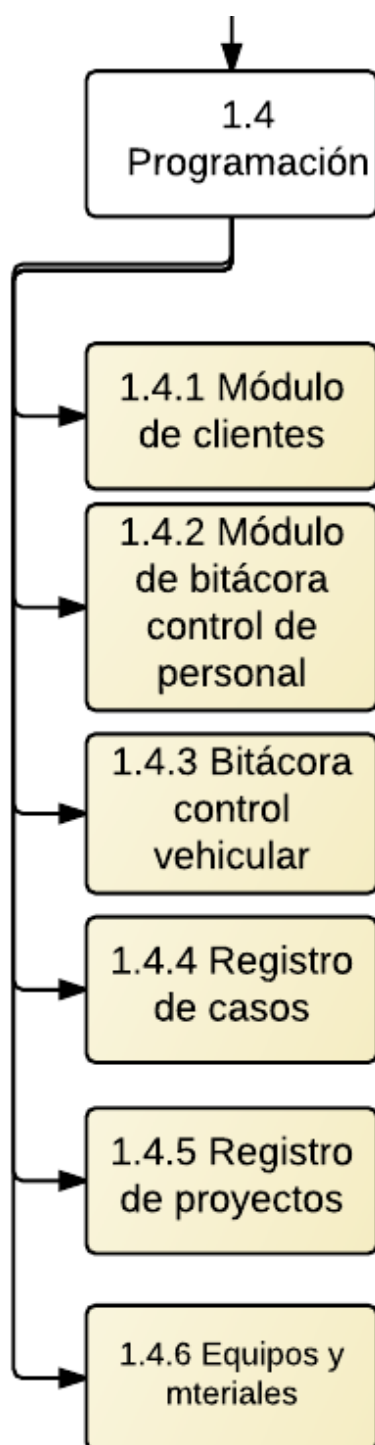 1.4
Programación
1.4.1 Módulo
de clientes
1.4.2 Módulo
de bitácora
control de
personal
1.4.3 Bitácora
control
vehicular
1.4.4 Registro
de casos
1.4.5 Registro
de proyectos
1.4.6 Equipos y
mteriales